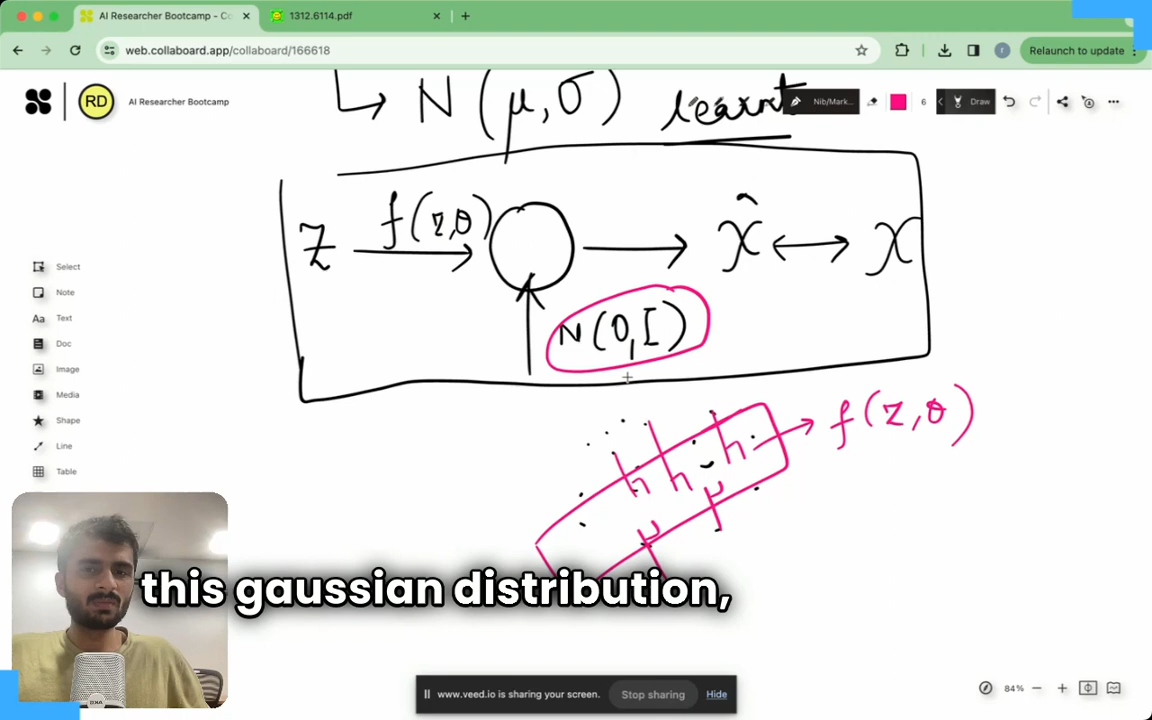 AI Researcher Bootcamp - Co
1312.6114.pdf
web.collaboard.app/collaboard/166618
Relaunch to update
RD
AI Researcher Bootcamp
N(μ,σ) learnt
Nib/Mark...
6
Draw
z f(z,θ) x̂ x
N(0,I)
Select
Note
Text
Doc
Image
Media
Shape
Line
Table
f(z,θ)
this gaussian distribution,
www.veed.io is sharing your screen.
Stop sharing
Hide
84%